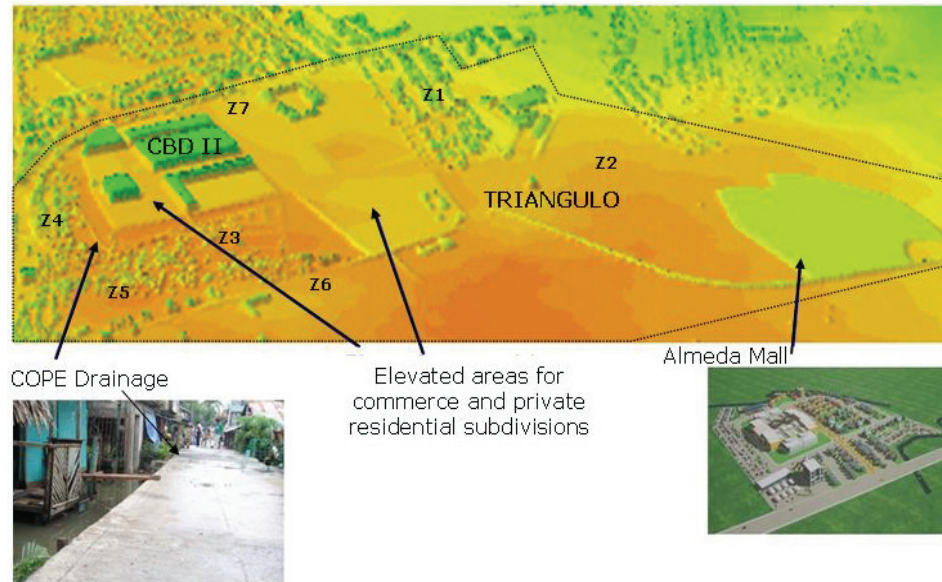 Z1
Z7
CBD II
Z2
TRIANGULO
Z4
Z3
Z6
Z5
COPE Drainage
Elevated areas for
commerce and private
residential subdivisions
Almeda Mall